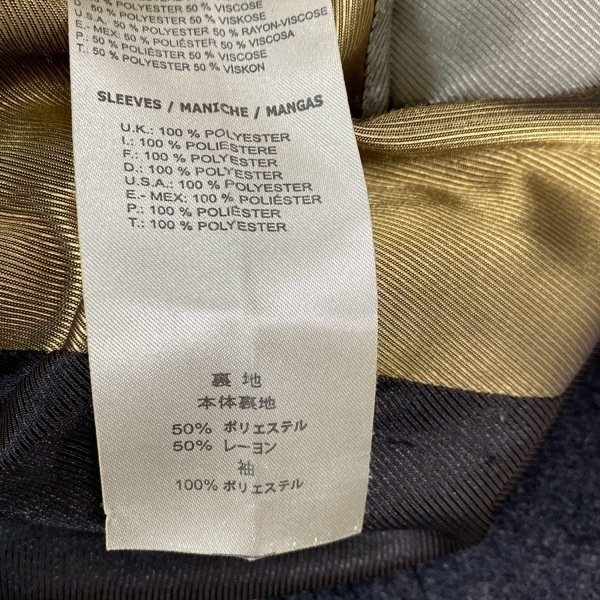 50% POLYESTER 50 % VISKOSE
U.S.A.: 50 % POLYESTER 50 % RAYON-VISCOSE
E.- MEX: 50 % POLIÉSTER 50 % VISCOSA
P.: 50 % POLIÉSTER 50 % VISCOSE
T.: 50 % POLYESTER 50 % VISKON
SLEEVES / MANICHE / MANGAS
U.K.: 100 % POLYESTER
I.: 100 % POLIESTERE
F.: 100 % POLYESTER
D.: 100 % POLYESTER
U.S.A.: 100 % POLYESTER
E.- MEX: 100 % POLIÉSTER
P.: 100 % POLIÉSTER
T.: 100 % POLYESTER
裏 地
本体裏地
50% ポリエステル
50% レーヨン
袖
100% ポリエステル